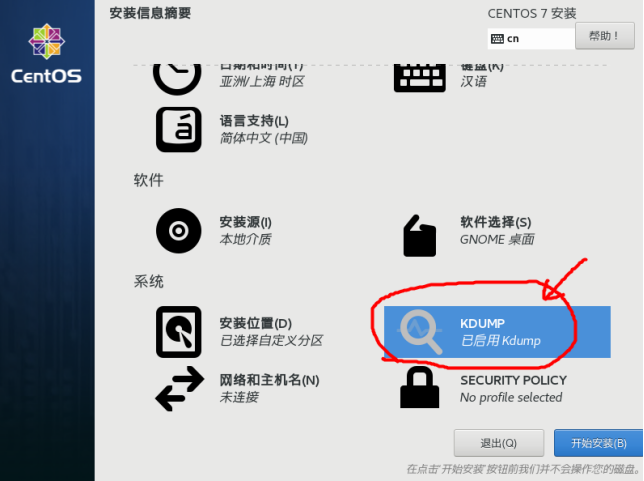 安装信息摘要
CENTOS 7 安装
cn
帮助！
CentOS
日期和时间(T)
亚洲/上海 时区
键盘(K)
汉语
语言支持(L)
简体中文 (中国)
软件
安装源(I)
本地介质
软件选择(S)
GNOME 桌面
系统
安装位置(D)
已选择自定义分区
KDUMP
已启用 Kdump
网络和主机名(N)
未连接
SECURITY POLICY
No profile selected
退出(Q)
开始安装(B)
在点击'开始安装'按钮前我们并不会操作您的磁盘。